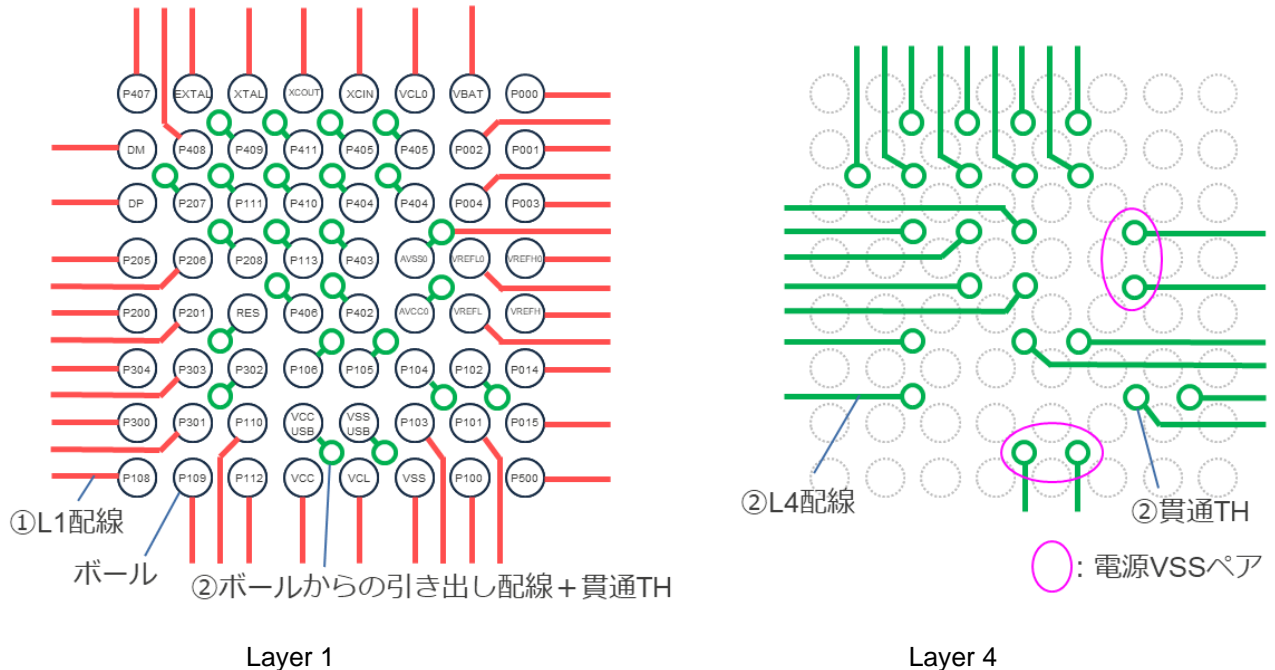 P407 EXTAL XTAL XCOUT XCIN VCL0 VBAT P000
DM P408 P409 P411 P405 P405 P002 P001
DP P207 P111 P410 P404 P404 P004 P003
P205 P206 P208 P113 P403 AVSS0 VREFL0 VREFH0
P200 P201 RES P406 P402 AVCC0 VREFL VREFH
P304 P303 P302 P106 P105 P104 P102 P014
P300 P301 P110 VCC USB VSS USB P103 P101 P015
P108 P109 P112 VCC VCL VSS P100 P500
①L1配線
ボール
②ボールからの引き出し配線+貫通TH
Layer 1
②L4配線
②貫通TH
: 電源VSSペア
Layer 4